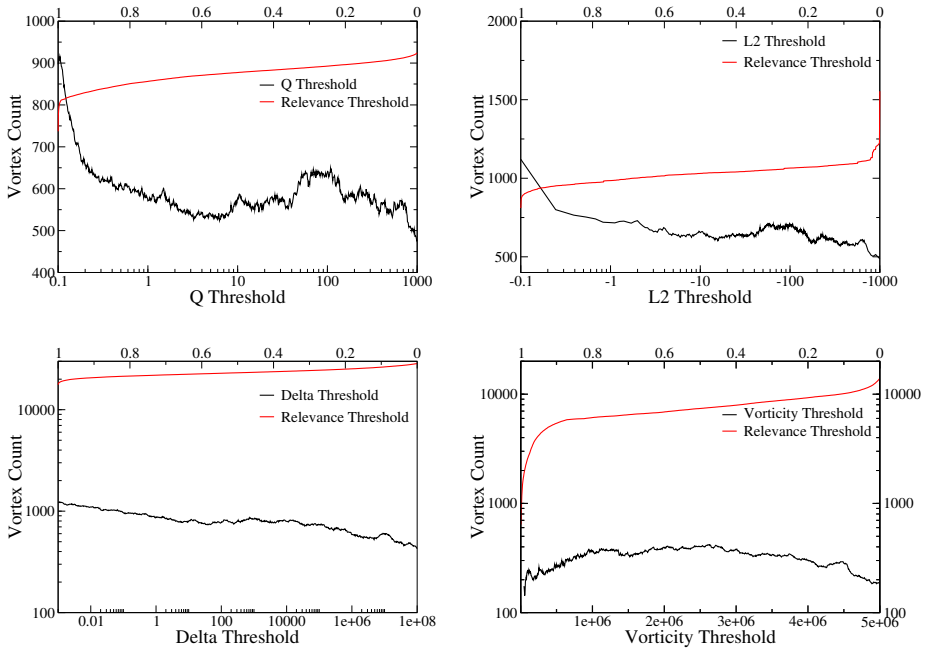 1 0.8 0.6 0.4 0.2 0
1000
900
800
700
600
500
400
Vortex Count
Q Threshold
Relevance Threshold
0.1 1 10 100 1000
Q Threshold
1 0.8 0.6 0.4 0.2 0
2000
1500
1000
500
Vortex Count
L2 Threshold
Relevance Threshold
-0.1 -1 -10 -100 -1000
L2 Threshold
1 0.8 0.6 0.4 0.2 0
10000
1000
100
Vortex Count
Delta Threshold
Relevance Threshold
0.01 1 100 10000 1e+06 1e+08
Delta Threshold
1 0.8 0.6 0.4 0.2 0
10000 10000
1000 1000
100 100
Vortex Count
Vorticity Threshold
Relevance Threshold
1e+06 2e+06 3e+06 4e+06 5e+06
Vorticity Threshold